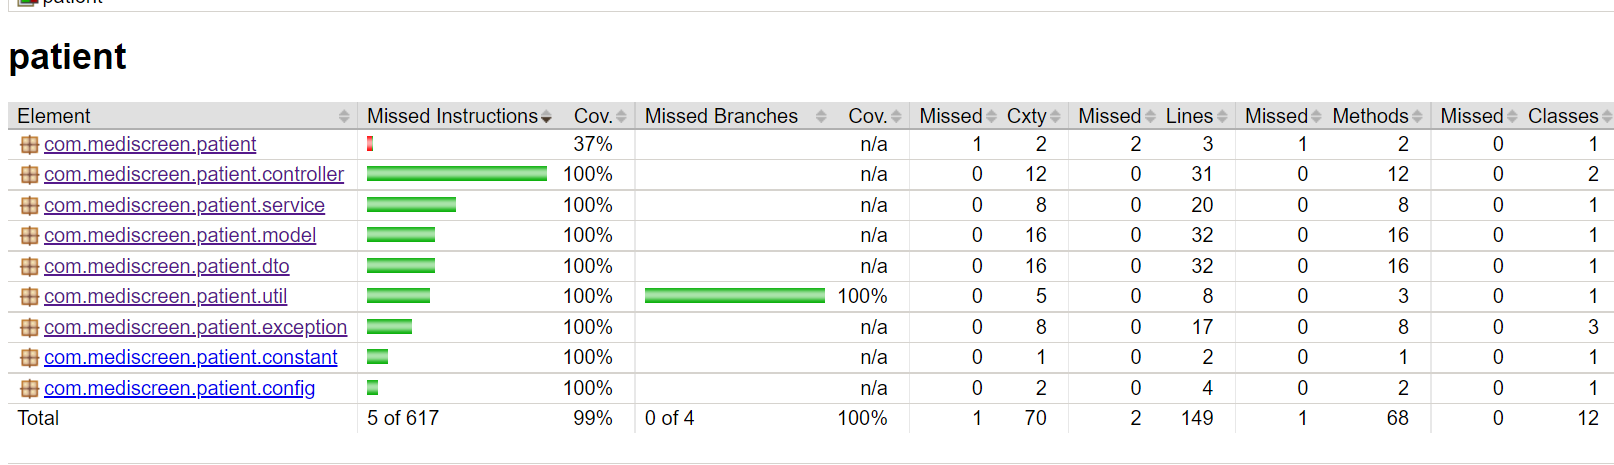 patient
patient
Element Missed Instructions Cov. Missed Branches Cov. Missed Cxty Missed Lines Missed Methods Missed Classes
com.mediscreen.patient 37% n/a 1 2 2 3 1 2 0 1
com.mediscreen.patient.controller 100% n/a 0 12 0 31 0 12 0 2
com.mediscreen.patient.service 100% n/a 0 8 0 20 0 8 0 1
com.mediscreen.patient.model 100% n/a 0 16 0 32 0 16 0 1
com.mediscreen.patient.dto 100% n/a 0 16 0 32 0 16 0 1
com.mediscreen.patient.util 100% 100% 0 5 0 8 0 3 0 1
com.mediscreen.patient.exception 100% n/a 0 8 0 17 0 8 0 3
com.mediscreen.patient.constant 100% n/a 0 1 0 2 0 1 0 1
com.mediscreen.patient.config 100% n/a 0 2 0 4 0 2 0 1
Total 5 of 617 99% 0 of 4 100% 1 70 2 149 1 68 0 12